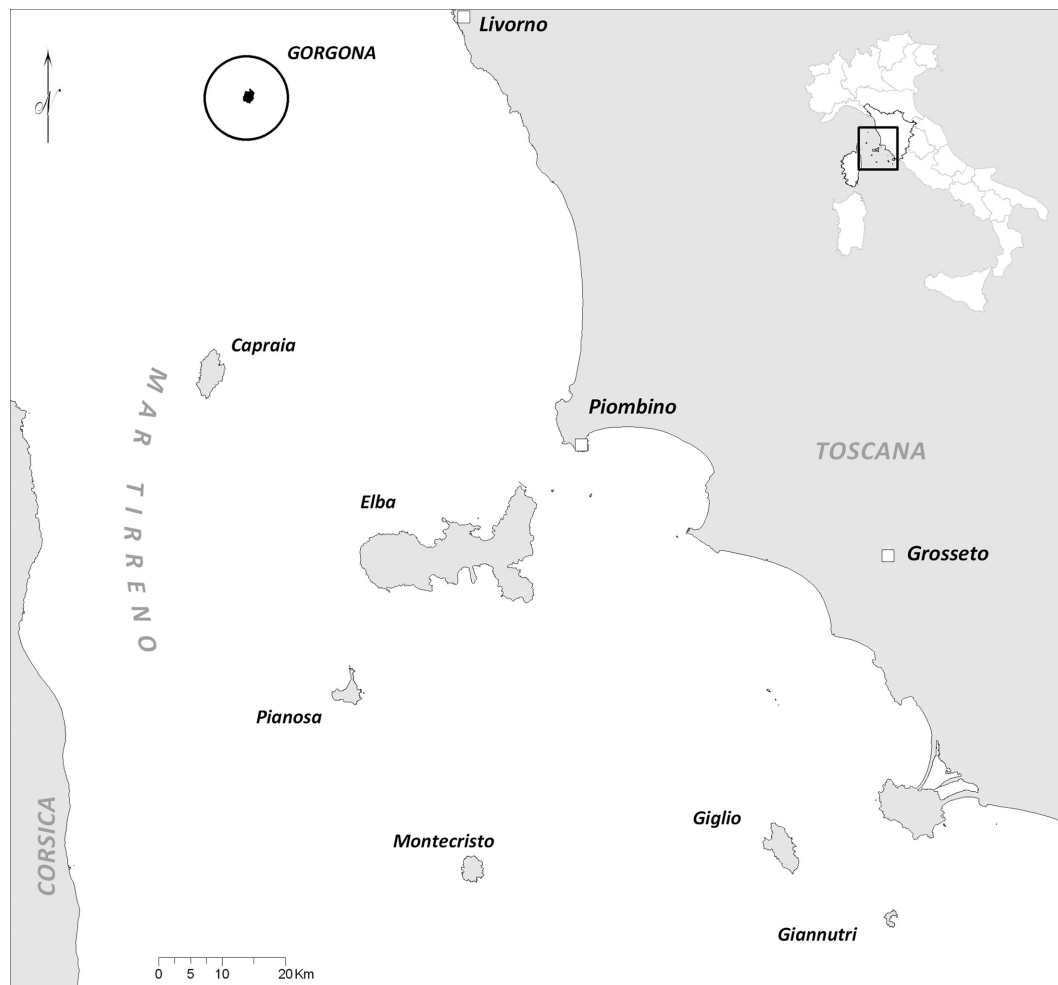 Livorno
GORGONA
N
Capraia
MAR TIRRENO
Piombino
TOSCANA
Elba
Grosseto
Pianosa
CORSICA
Giglio
Montecristo
Giannutri
0 5 10 20 Km